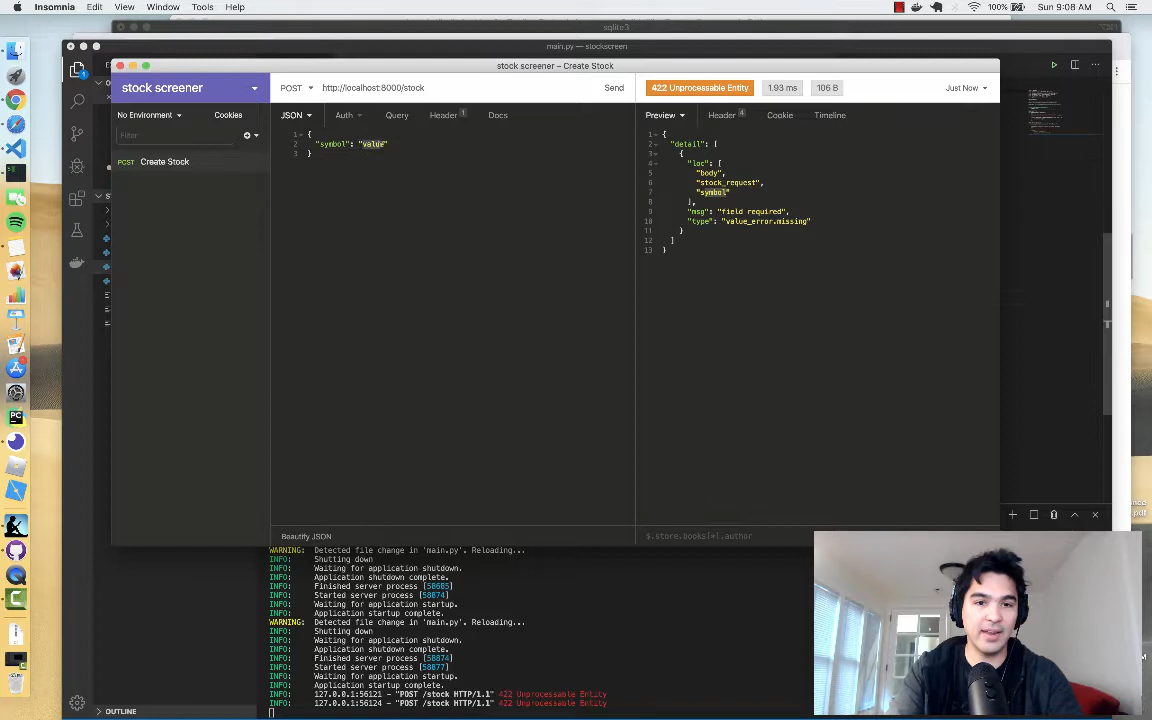 Insomnia File Edit View Window Tools Help
100% Sun 9:08 AM
sqlite3
main.py — stockscreen
stock screener – Create Stock
stock screener
POST http://localhost:8000/stock Send
422 Unprocessable Entity 1.93 ms 106 B Just Now
No Environment Cookies
JSON Auth Query Header 1 Docs
Preview Header 4 Cookie Timeline
Filter
POST Create Stock
1 {
2 "symbol": "value"
3 }
1 {
2 "detail": [
3 {
4 "loc": [
5 "body",
6 "stock_request",
7 "symbol"
8 ],
9 "msg": "field required",
10 "type": "value_error.missing"
11 }
12 ]
13 }
Beautify JSON
$.store.books[*].author
WARNING: Detected file change in 'main.py'. Reloading...
INFO: Shutting down
INFO: Waiting for application shutdown.
INFO: Application shutdown complete.
INFO: Finished server process [58605]
INFO: Started server process [58874]
INFO: Waiting for application startup.
INFO: Application startup complete.
WARNING: Detected file change in 'main.py'. Reloading...
INFO: Shutting down
INFO: Waiting for application shutdown.
INFO: Application shutdown complete.
INFO: Finished server process [58874]
INFO: Started server process [58877]
INFO: Waiting for application startup.
INFO: Application startup complete.
INFO: 127.0.0.1:56121 - "POST /stock HTTP/1.1" 422 Unprocessable Entity
INFO: 127.0.0.1:56124 - "POST /stock HTTP/1.1" 422 Unprocessable Entity
OUTLINE